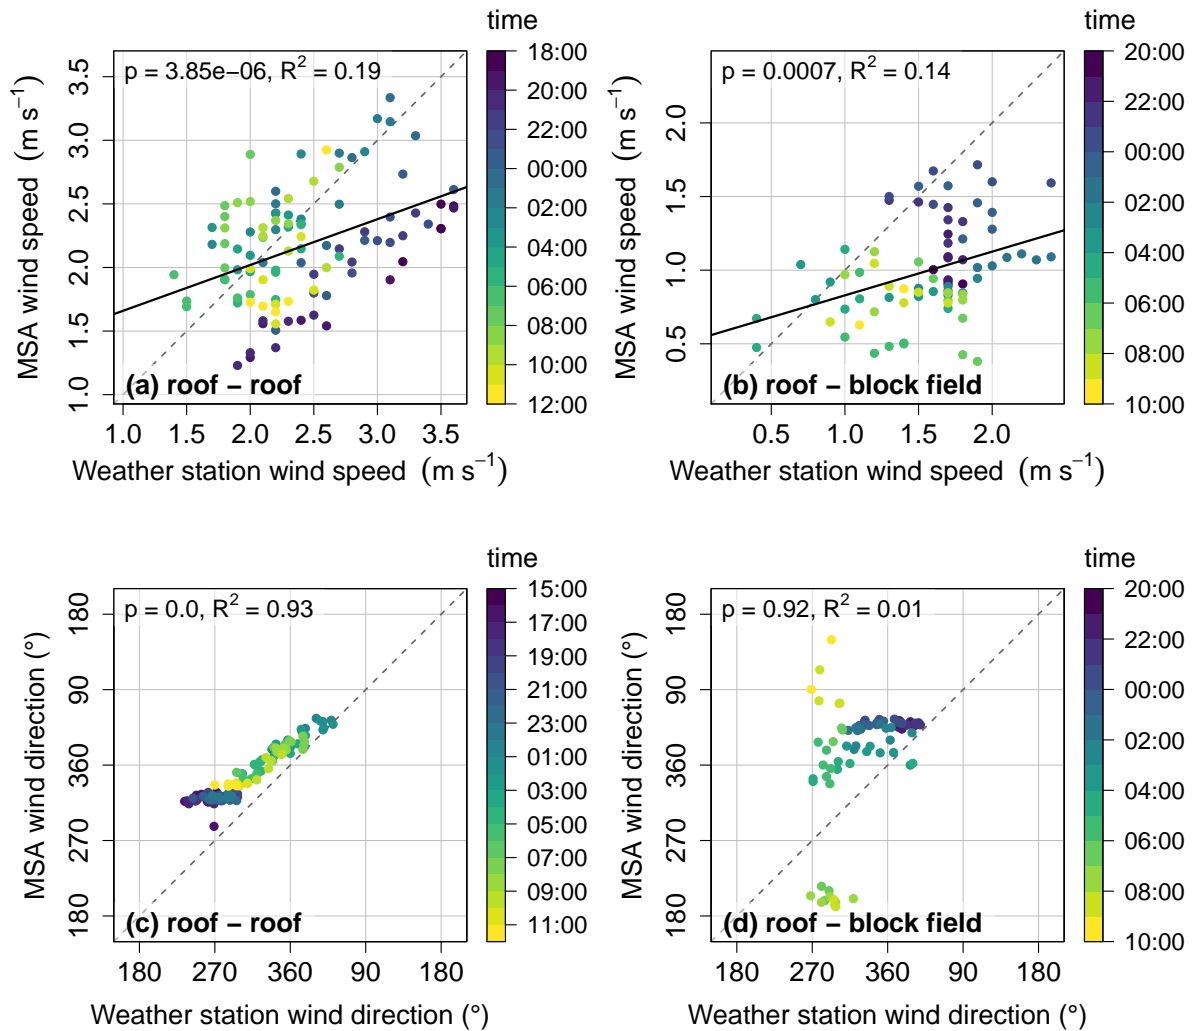 time
p = 3.85e−06, R² = 0.19
MSA wind speed (m s⁻¹)
3.5
3.0
2.5
2.0
1.5
1.0
(a) roof − roof
1.0 1.5 2.0 2.5 3.0 3.5
Weather station wind speed (m s⁻¹)
18:00
20:00
22:00
00:00
02:00
04:00
06:00
08:00
10:00
12:00
time
p = 0.0007, R² = 0.14
MSA wind speed (m s⁻¹)
2.0
1.5
1.0
0.5
(b) roof − block field
0.5 1.0 1.5 2.0
Weather station wind speed (m s⁻¹)
20:00
22:00
00:00
02:00
04:00
06:00
08:00
10:00
time
p = 0.0, R² = 0.93
MSA wind direction (°)
180
90
360
270
180
(c) roof − roof
180 270 360 90 180
Weather station wind direction (°)
15:00
17:00
19:00
21:00
23:00
01:00
03:00
05:00
07:00
09:00
11:00
time
p = 0.92, R² = 0.01
MSA wind direction (°)
180
90
360
270
180
(d) roof − block field
180 270 360 90 180
Weather station wind direction (°)
20:00
22:00
00:00
02:00
04:00
06:00
08:00
10:00